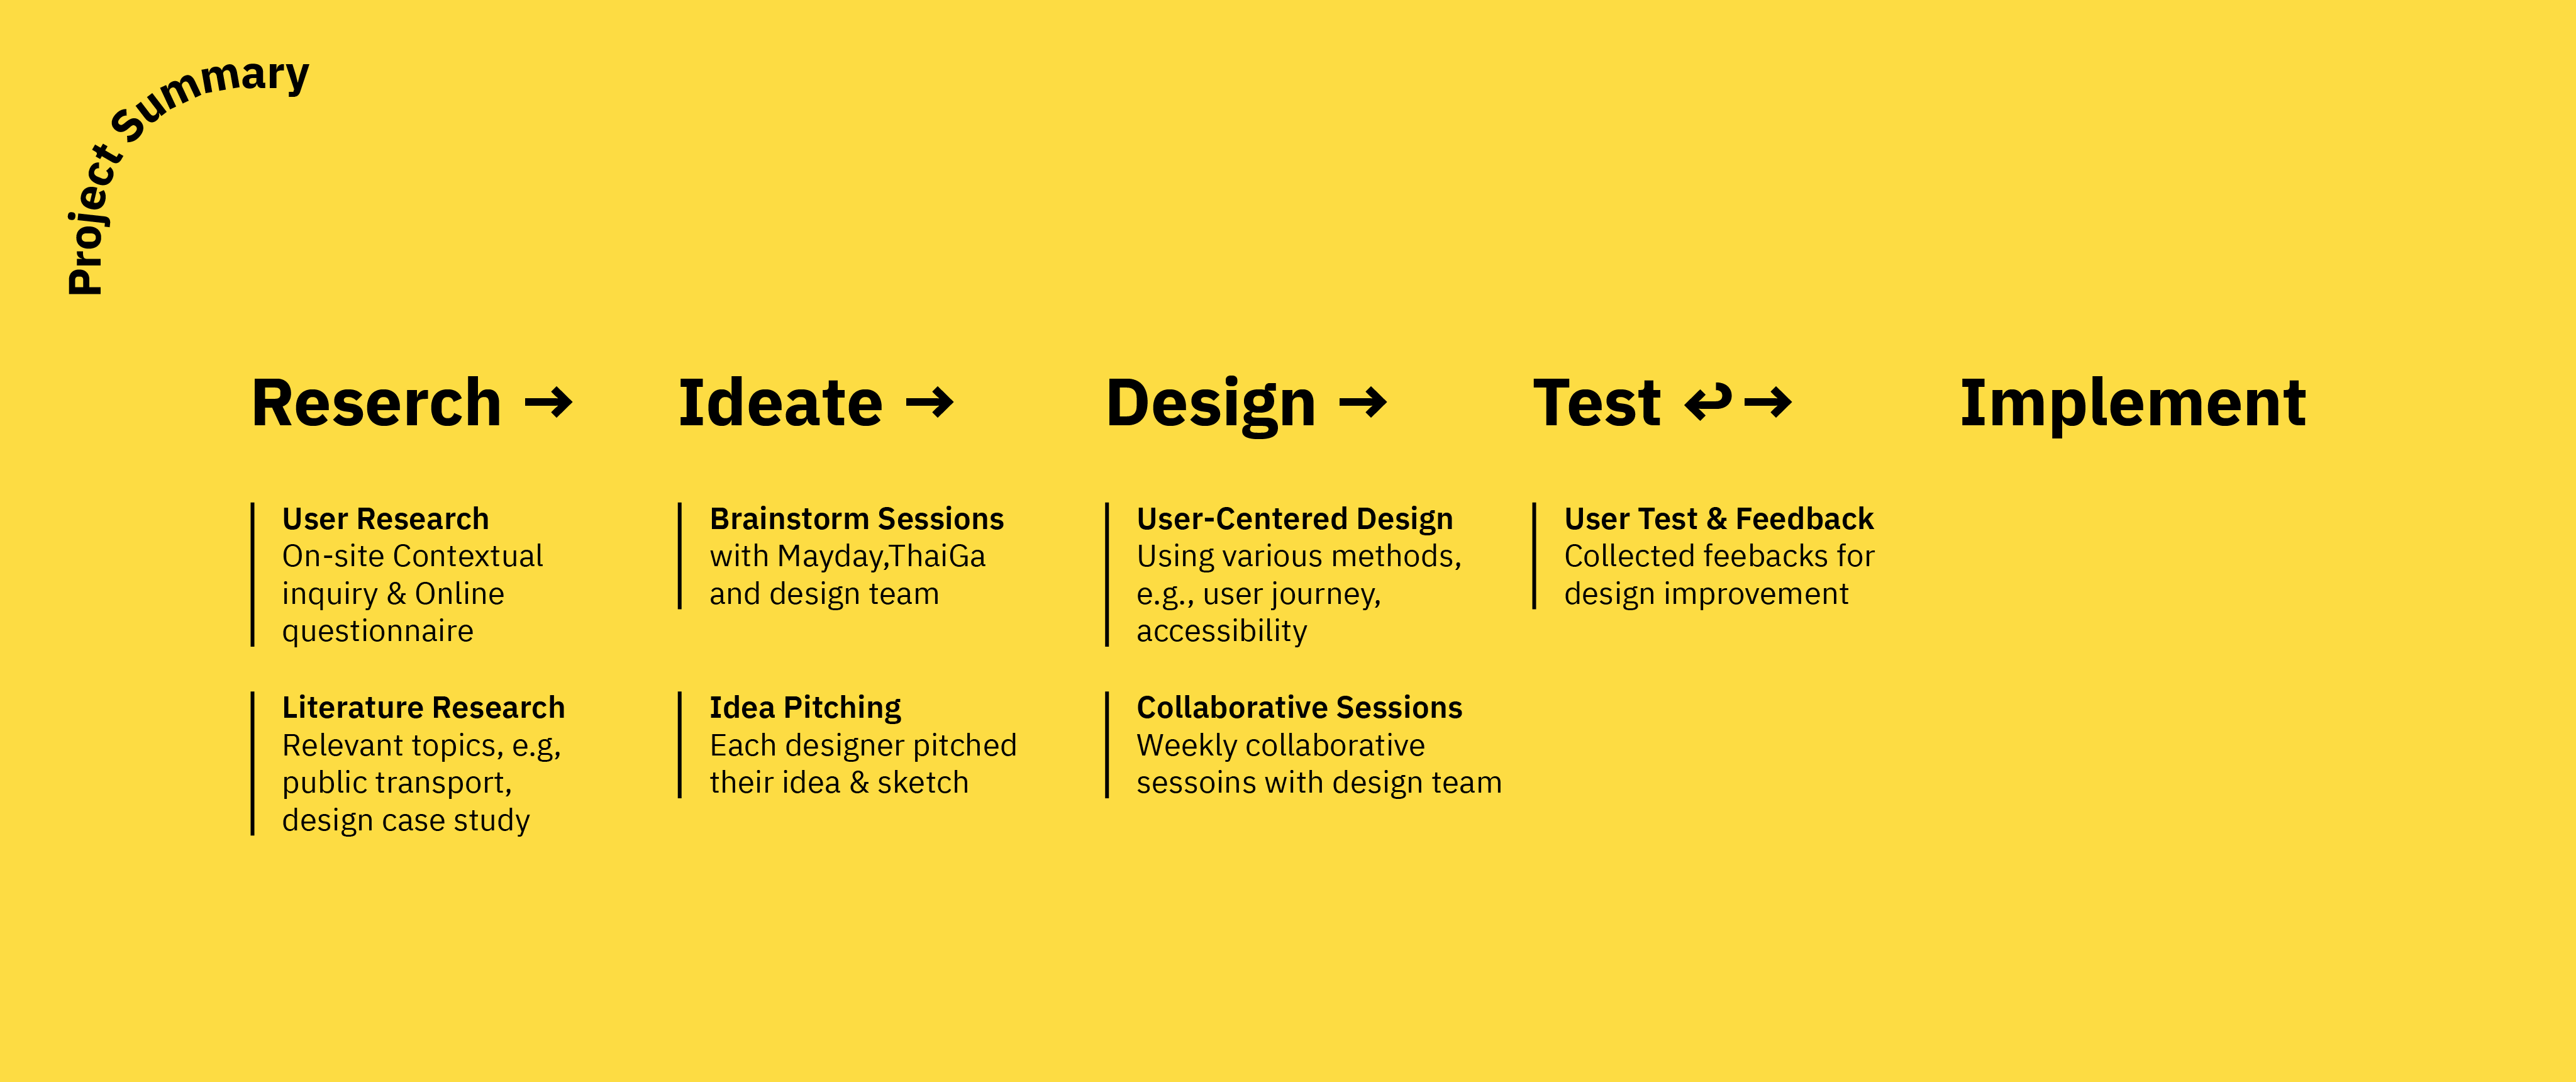 Project Summary
Reserch →
User Research
On-site Contextual
inquiry & Online
questionnaire
Literature Research
Relevant topics, e.g,
public transport,
design case study
Ideate →
Brainstorm Sessions
with Mayday,ThaiGa
and design team
Idea Pitching
Each designer pitched
their idea & sketch
Design →
User-Centered Design
Using various methods,
e.g., user journey,
accessibility
Collaborative Sessions
Weekly collaborative
sessoins with design team
Test ↩→
User Test & Feedback
Collected feebacks for
design improvement
Implement